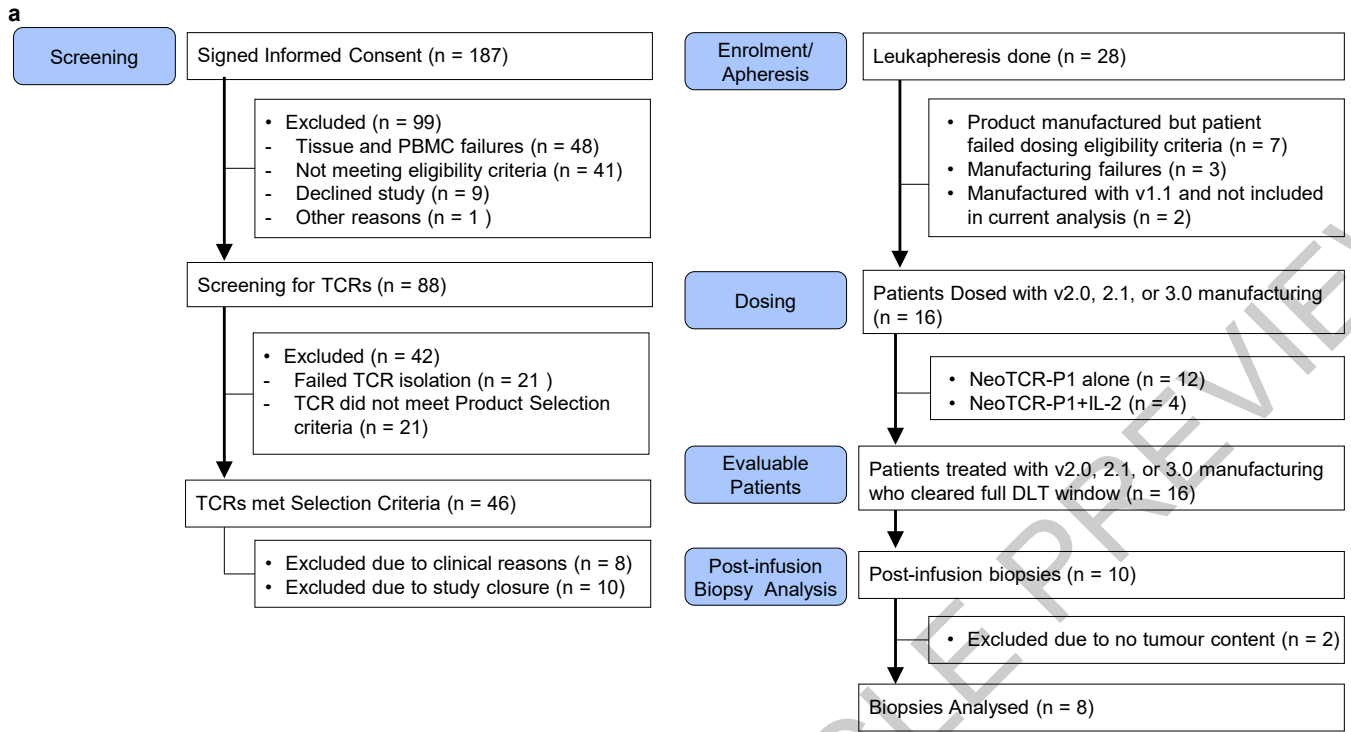 a
Screening
Signed Informed Consent (n = 187)
• Excluded (n = 99)
- Tissue and PBMC failures (n = 48)
- Not meeting eligibility criteria (n = 41)
- Declined study (n = 9)
- Other reasons (n = 1 )
Screening for TCRs (n = 88)
• Excluded (n = 42)
- Failed TCR isolation (n = 21 )
- TCR did not meet Product Selection
criteria (n = 21)
TCRs met Selection Criteria (n = 46)
• Excluded due to clinical reasons (n = 8)
• Excluded due to study closure (n = 10)
Enrolment/
Apheresis
Leukapheresis done (n = 28)
• Product manufactured but patient
failed dosing eligibility criteria (n = 7)
• Manufacturing failures (n = 3)
• Manufactured with v1.1 and not included
in current analysis (n = 2)
Dosing
Patients Dosed with v2.0, 2.1, or 3.0 manufacturing
(n = 16)
• NeoTCR-P1 alone (n = 12)
• NeoTCR-P1+IL-2 (n = 4)
Evaluable
Patients
Patients treated with v2.0, 2.1, or 3.0 manufacturing
who cleared full DLT window (n = 16)
Post-infusion
Biopsy Analysis
Post-infusion biopsies (n = 10)
• Excluded due to no tumour content (n = 2)
Biopsies Analysed (n = 8)
PREVIEW